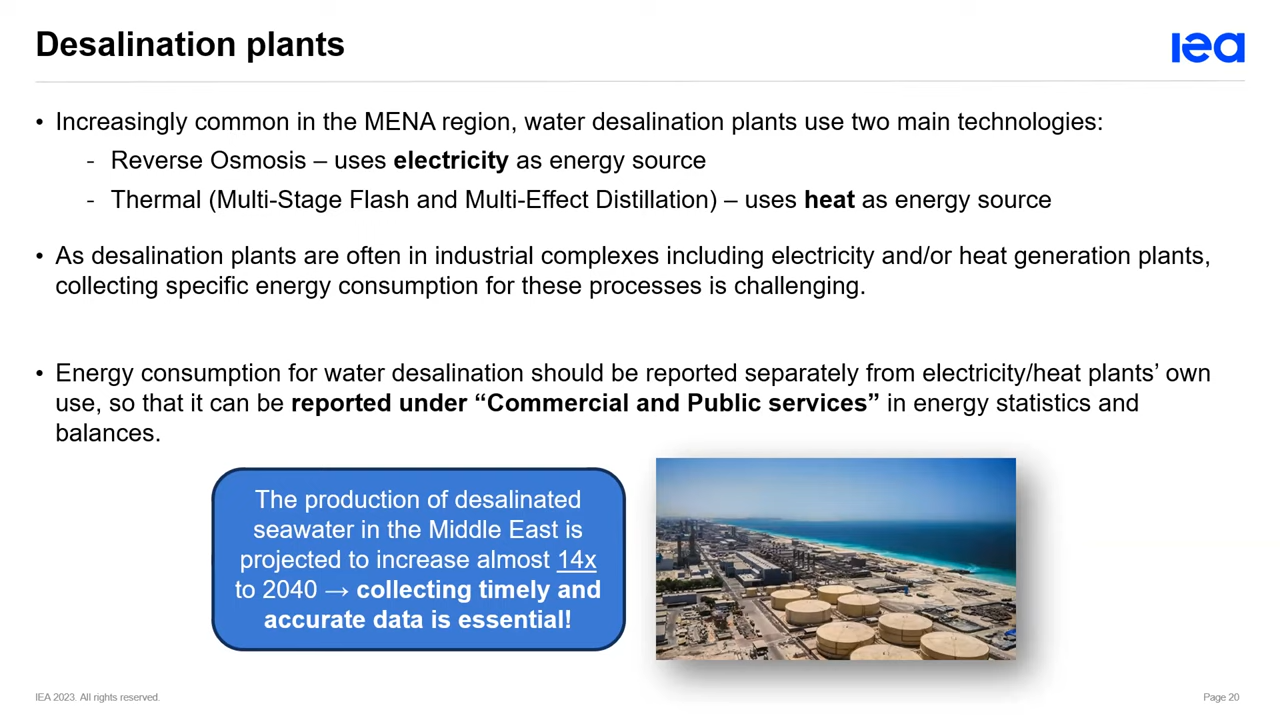 Desalination plants
iea
• Increasingly common in the MENA region, water desalination plants use two main technologies:
- Reverse Osmosis – uses electricity as energy source
- Thermal (Multi-Stage Flash and Multi-Effect Distillation) – uses heat as energy source
• As desalination plants are often in industrial complexes including electricity and/or heat generation plants,
collecting specific energy consumption for these processes is challenging.
• Energy consumption for water desalination should be reported separately from electricity/heat plants’ own
use, so that it can be reported under “Commercial and Public services” in energy statistics and
balances.
The production of desalinated
seawater in the Middle East is
projected to increase almost 14x
to 2040 → collecting timely and
accurate data is essential!
IEA 2023. All rights reserved.
Page 20